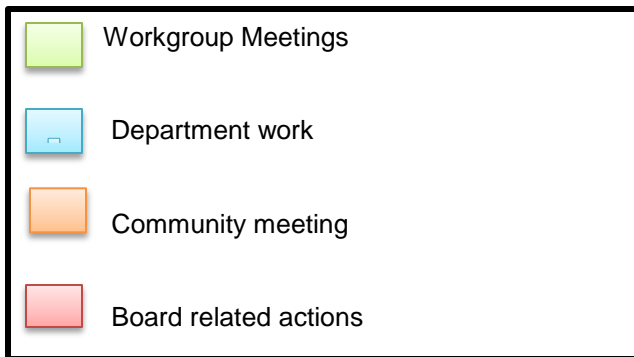 Workgroup Meetings
Department work
Community meeting
Board related actions